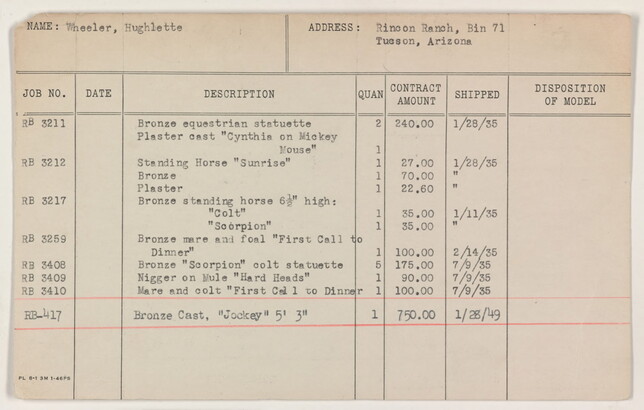 NAME: Wheeler, Hughlette ADDRESS: Rincon Ranch, Bin 71
Tucson, Arizona
JOB NO. DATE DESCRIPTION QUAN CONTRACT AMOUNT SHIPPED DISPOSITION OF MODEL
RB 3211 Bronze equestrian statuette 2 240.00 1/28/35
Plaster cast "Cynthia on Mickey
Mouse" 1
RB 3212 Standing Horse "Sunrise" 1 27.00 1/28/35
Bronze 1 70.00 "
Plaster 1 22.60 "
RB 3217 Bronze standing horse 6½" high:
"Colt" 1 35.00 1/11/35
"Scorpion" 1 35.00 "
RB 3259 Bronze mare and foal "First Call to
Dinner" 1 100.00 2/14/35
RB 3408 Bronze "Scorpion" colt statuette 5 175.00 7/9/35
RB 3409 Nigger on Mule "Hard Heads" 1 90.00 7/9/35
RB 3410 Mare and colt "First Call to Dinner 1 100.00 7/9/35
RB-417 Bronze Cast, "Jockey" 5' 3" 1 750.00 1/28/49
PL 8-1 3M 1-46PS